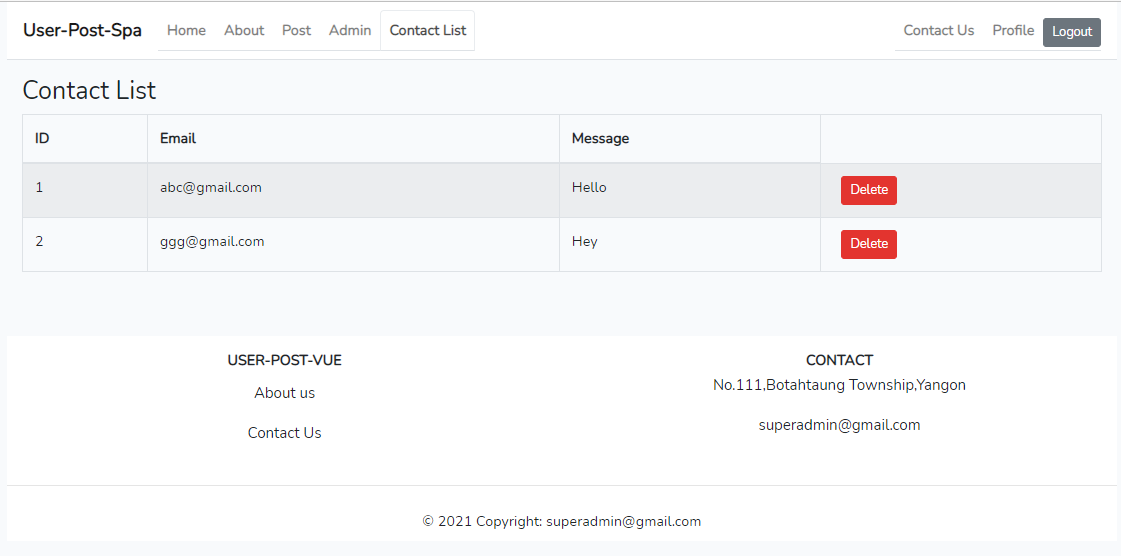 User-Post-Spa Home About Post Admin Contact List Contact Us Profile Logout
Contact List
ID Email Message
1 abc@gmail.com Hello Delete
2 ggg@gmail.com Hey Delete
USER-POST-VUE CONTACT
About us No.111,Botahtaung Township,Yangon
Contact Us superadmin@gmail.com
© 2021 Copyright: superadmin@gmail.com